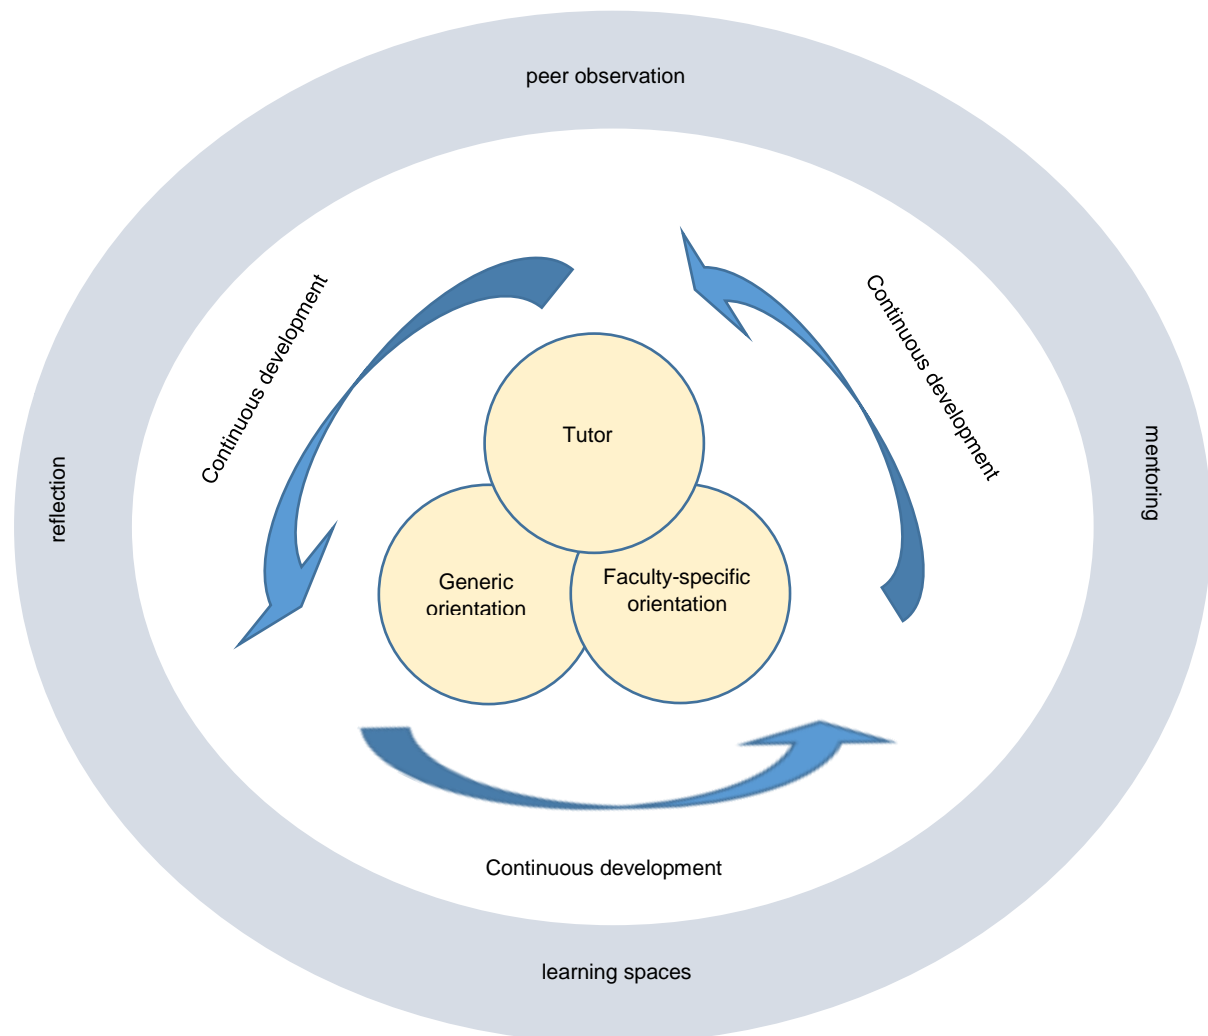 peer observation
Continuous development
Continuous development
Tutor
mentoring
reflection
Generic
orientation
Faculty-specific
orientation
Continuous development
learning spaces